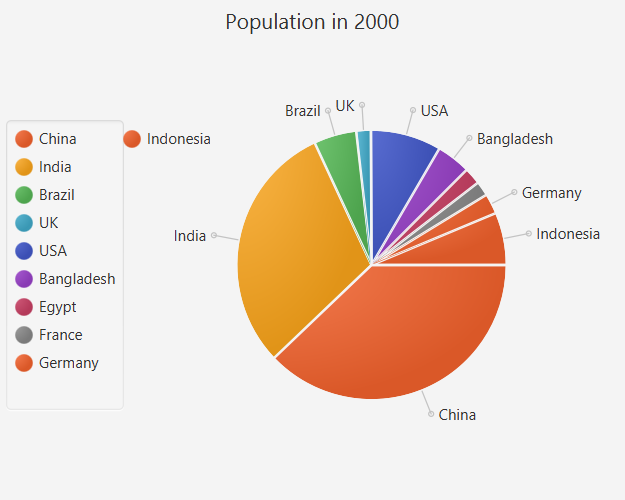 Population in 2000
China
India
Brazil
UK
USA
Bangladesh
Egypt
France
Germany
Indonesia
Brazil
UK
USA
Bangladesh
Germany
Indonesia
India
China